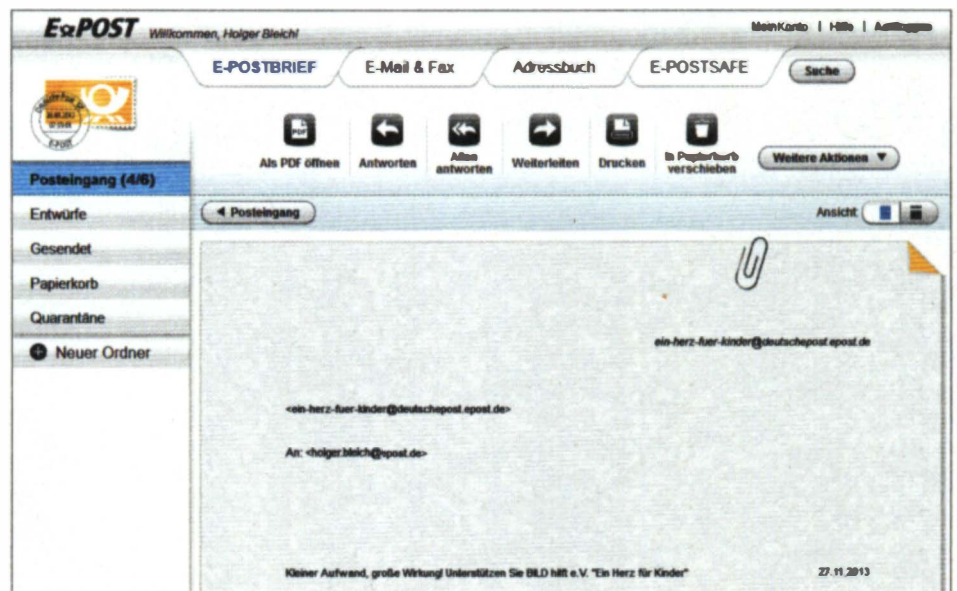 E-POST Willkommen, Holger Bleich!
Mein Konto | Hilfe |
E-POSTBRIEF E-Mail & Fax Adressbuch E-POSTSAFE Suche
E-POST
PDF
Als PDF öffnen Antworten Allen antworten Weiterleiten Drucken In Papierkorb verschieben Weitere Aktionen
Posteingang (4/6)
Entwürfe
Gesendet
Papierkorb
Quarantäne
Neuer Ordner
Posteingang Ansicht
ein-herz-fuer-kinder@deutschepost.epost.de
<ein-herz-fuer-kinder@deutschepost.epost.de>
An: <holger.bleich@epost.de>
Kleiner Aufwand, große Wirkung! Unterstützen Sie BILD hilft e.V. "Ein Herz für Kinder" 27.11.2013